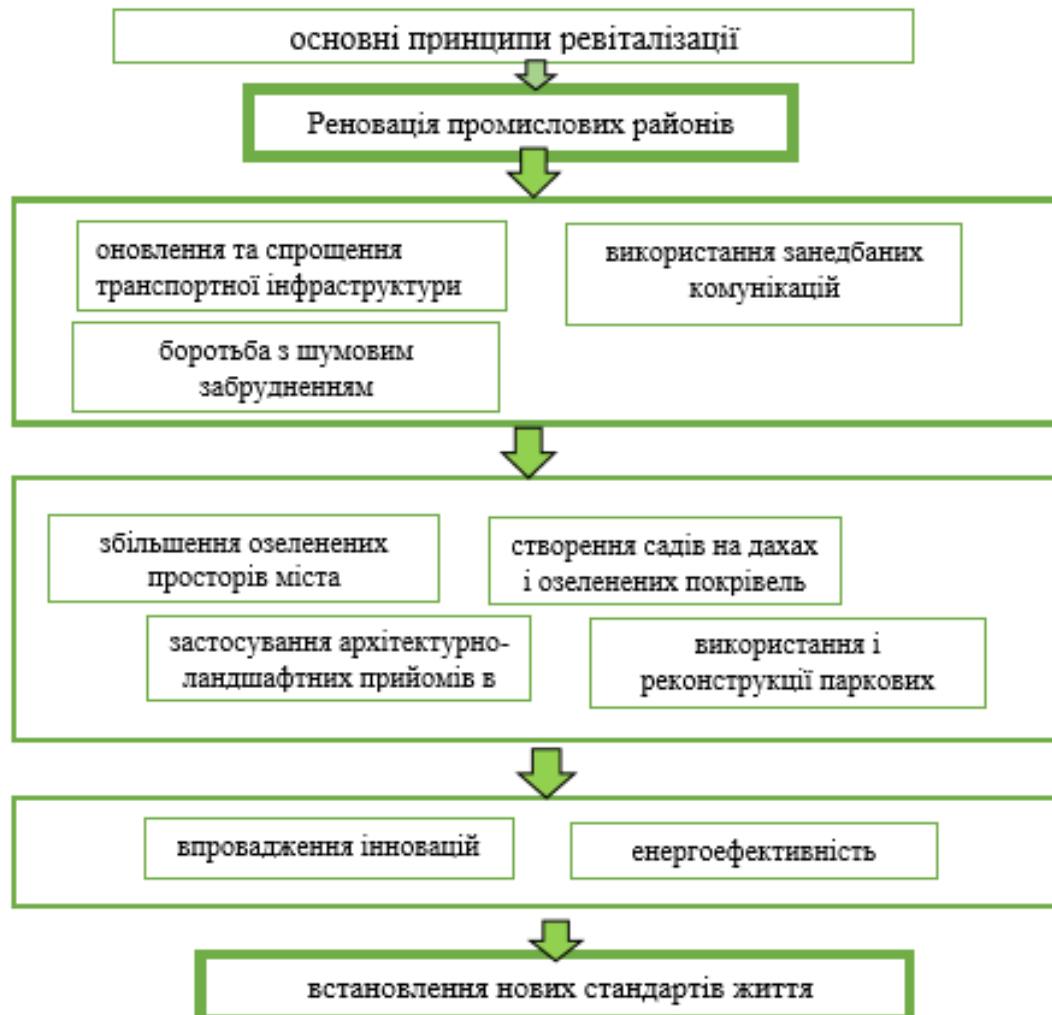 основні принципи ревіталізації
Реновація промислових районів
оновлення та спрощення
транспортної інфраструктури
використання занедбаних
комунікацій
боротьба з шумовим
забрудненням
збільшення озеленених
просторів міста
створення садів на дахах
і озеленених покрівель
застосування архітектурно-
ландшафтних прийомів в
використання і
реконструкції паркових
впровадження інновацій
енергоефективність
встановлення нових стандартів життя